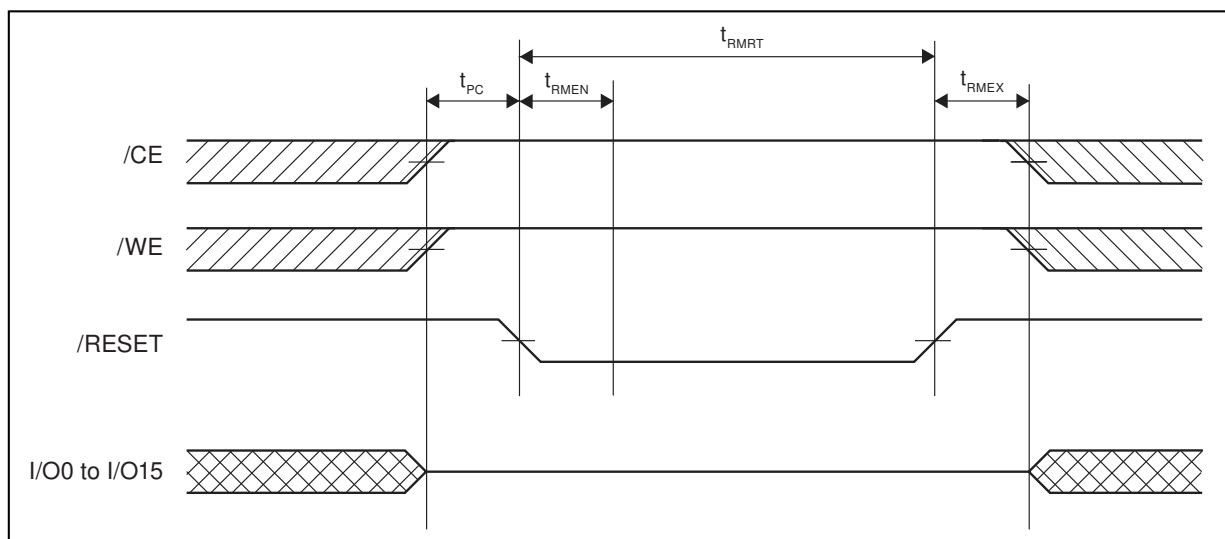 tRMRT
tPC
tRMEN
tRMEX
/CE
/WE
/RESET
I/O0 to I/O15